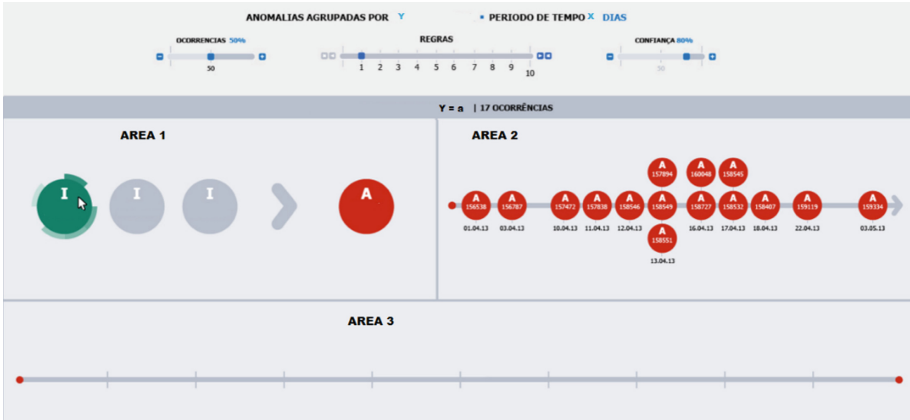 ANOMALIAS AGRUPADAS POR Y
PERIODO DE TEMPO X DIAS
OCORRENCIAS 50%
REGRAS
CONFIANÇA 80%
50
1 2 3 4 5 6 7 8 9 10
50
Y = a | 17 OCORRÊNCIAS
AREA 1
AREA 2
I
I
I
A
A 157894
A 160048
A 158545
A 156538
A 156787
A 157472
A 157838
A 158546
A 158549
A 158727
A 158532
A 158407
A 159119
A 159334
01.04.13
03.04.13
10.04.13
11.04.13
12.04.13
16.04.13
17.04.13
18.04.13
22.04.13
03.05.13
A 158551
13.04.13
AREA 3